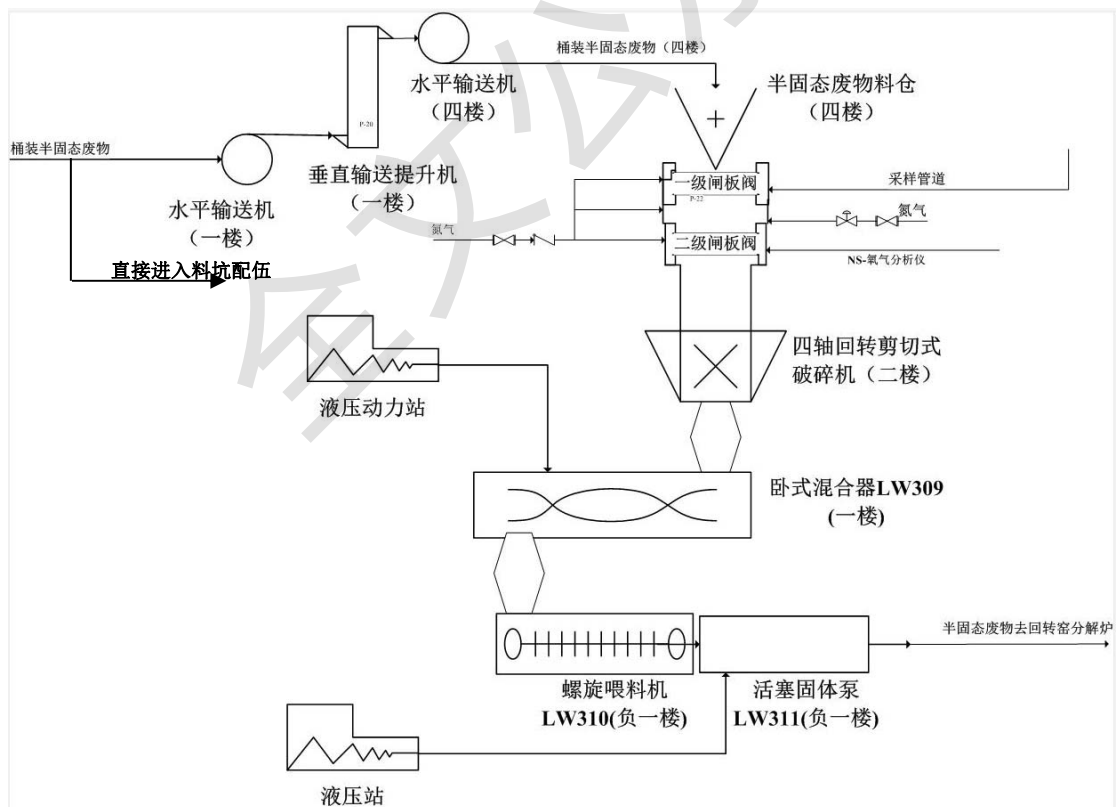 桶装半固态废物（四楼）
水平输送机
（四楼）
半固态废物料仓
（四楼）
P-20
桶装半固态废物
垂直输送提升机
（一楼）
水平输送机
（一楼）
直接进入料坑配伍
一级闸板阀
P-22
采样管道
氮气
氮气
二级闸板阀
NS-氧气分析仪
四轴回转剪切式
破碎机（二楼）
液压动力站
卧式混合器LW309
(一楼)
半固态废物去回转窑分解炉
螺旋喂料机
LW310(负一楼)
活塞固体泵
LW311(负一楼)
液压站
全文公